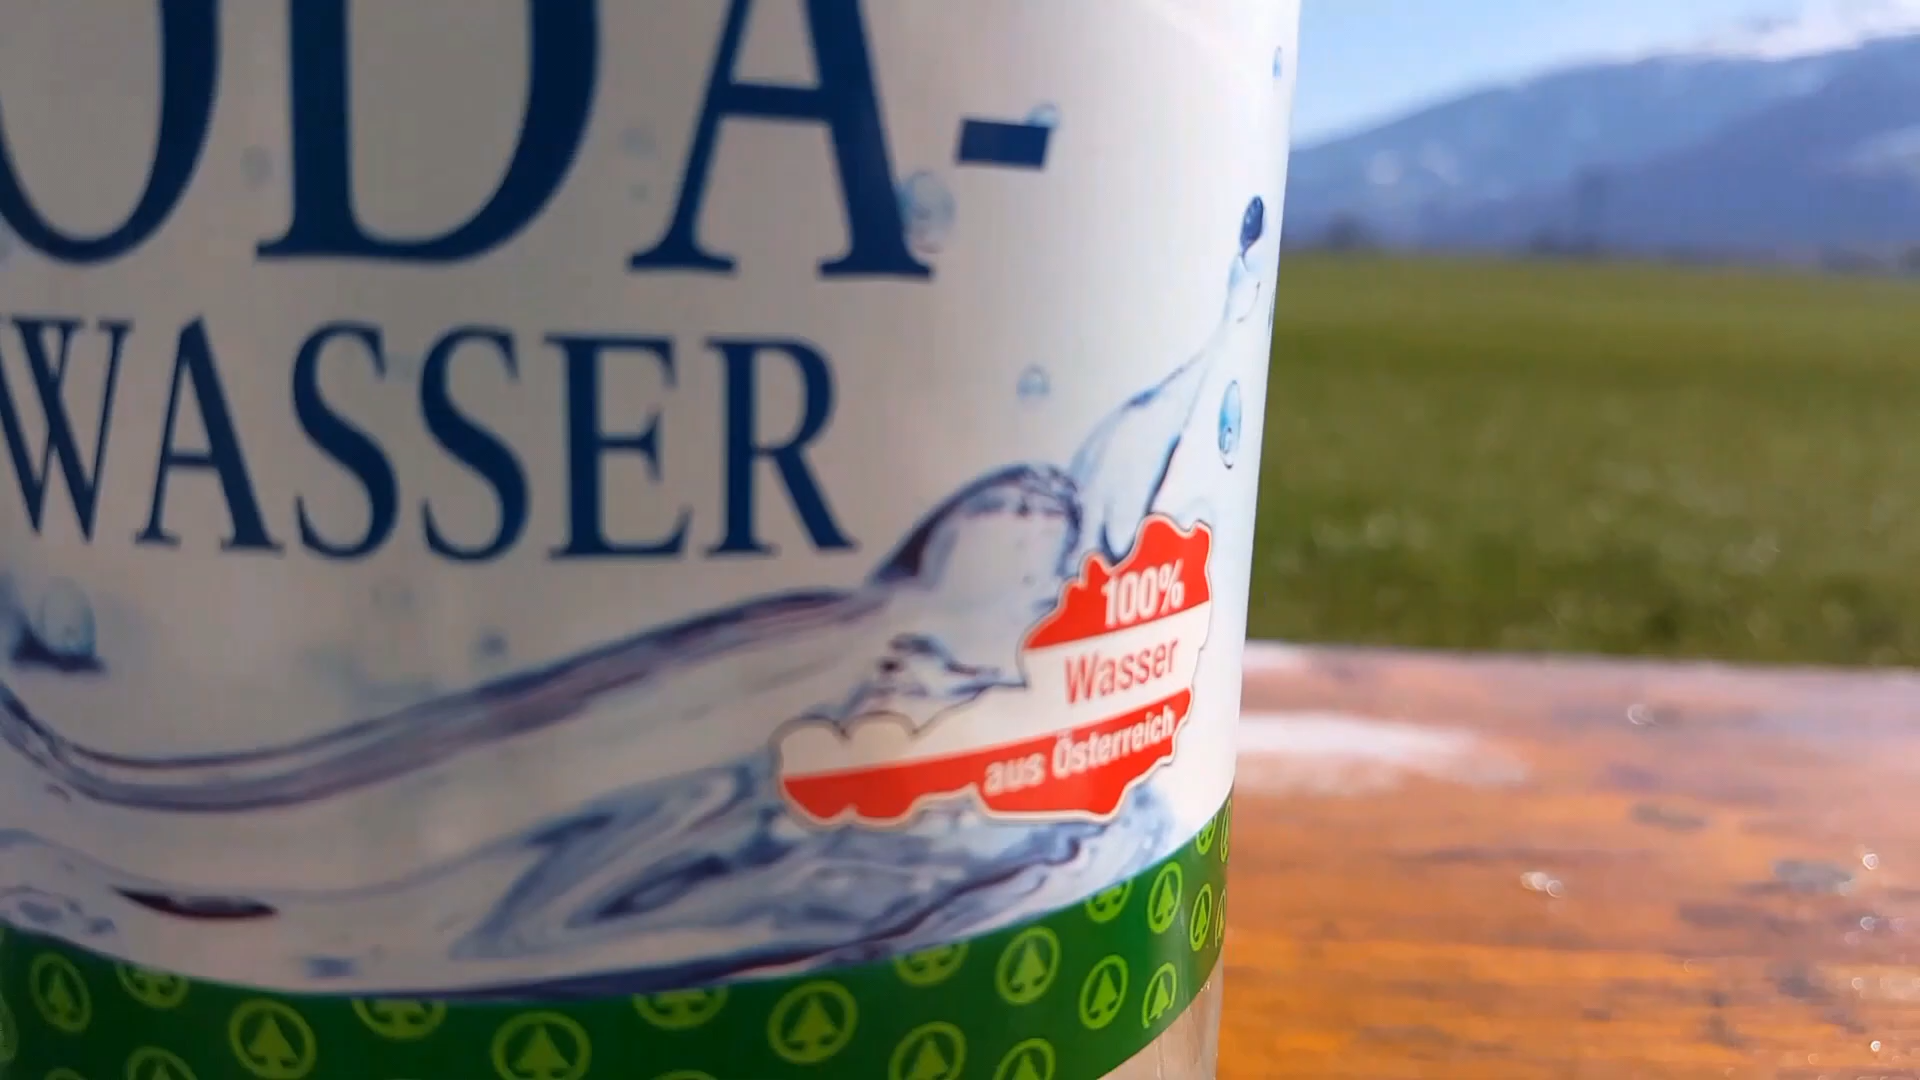 ODA-
WASSER
100%
Wasser
aus Österreich